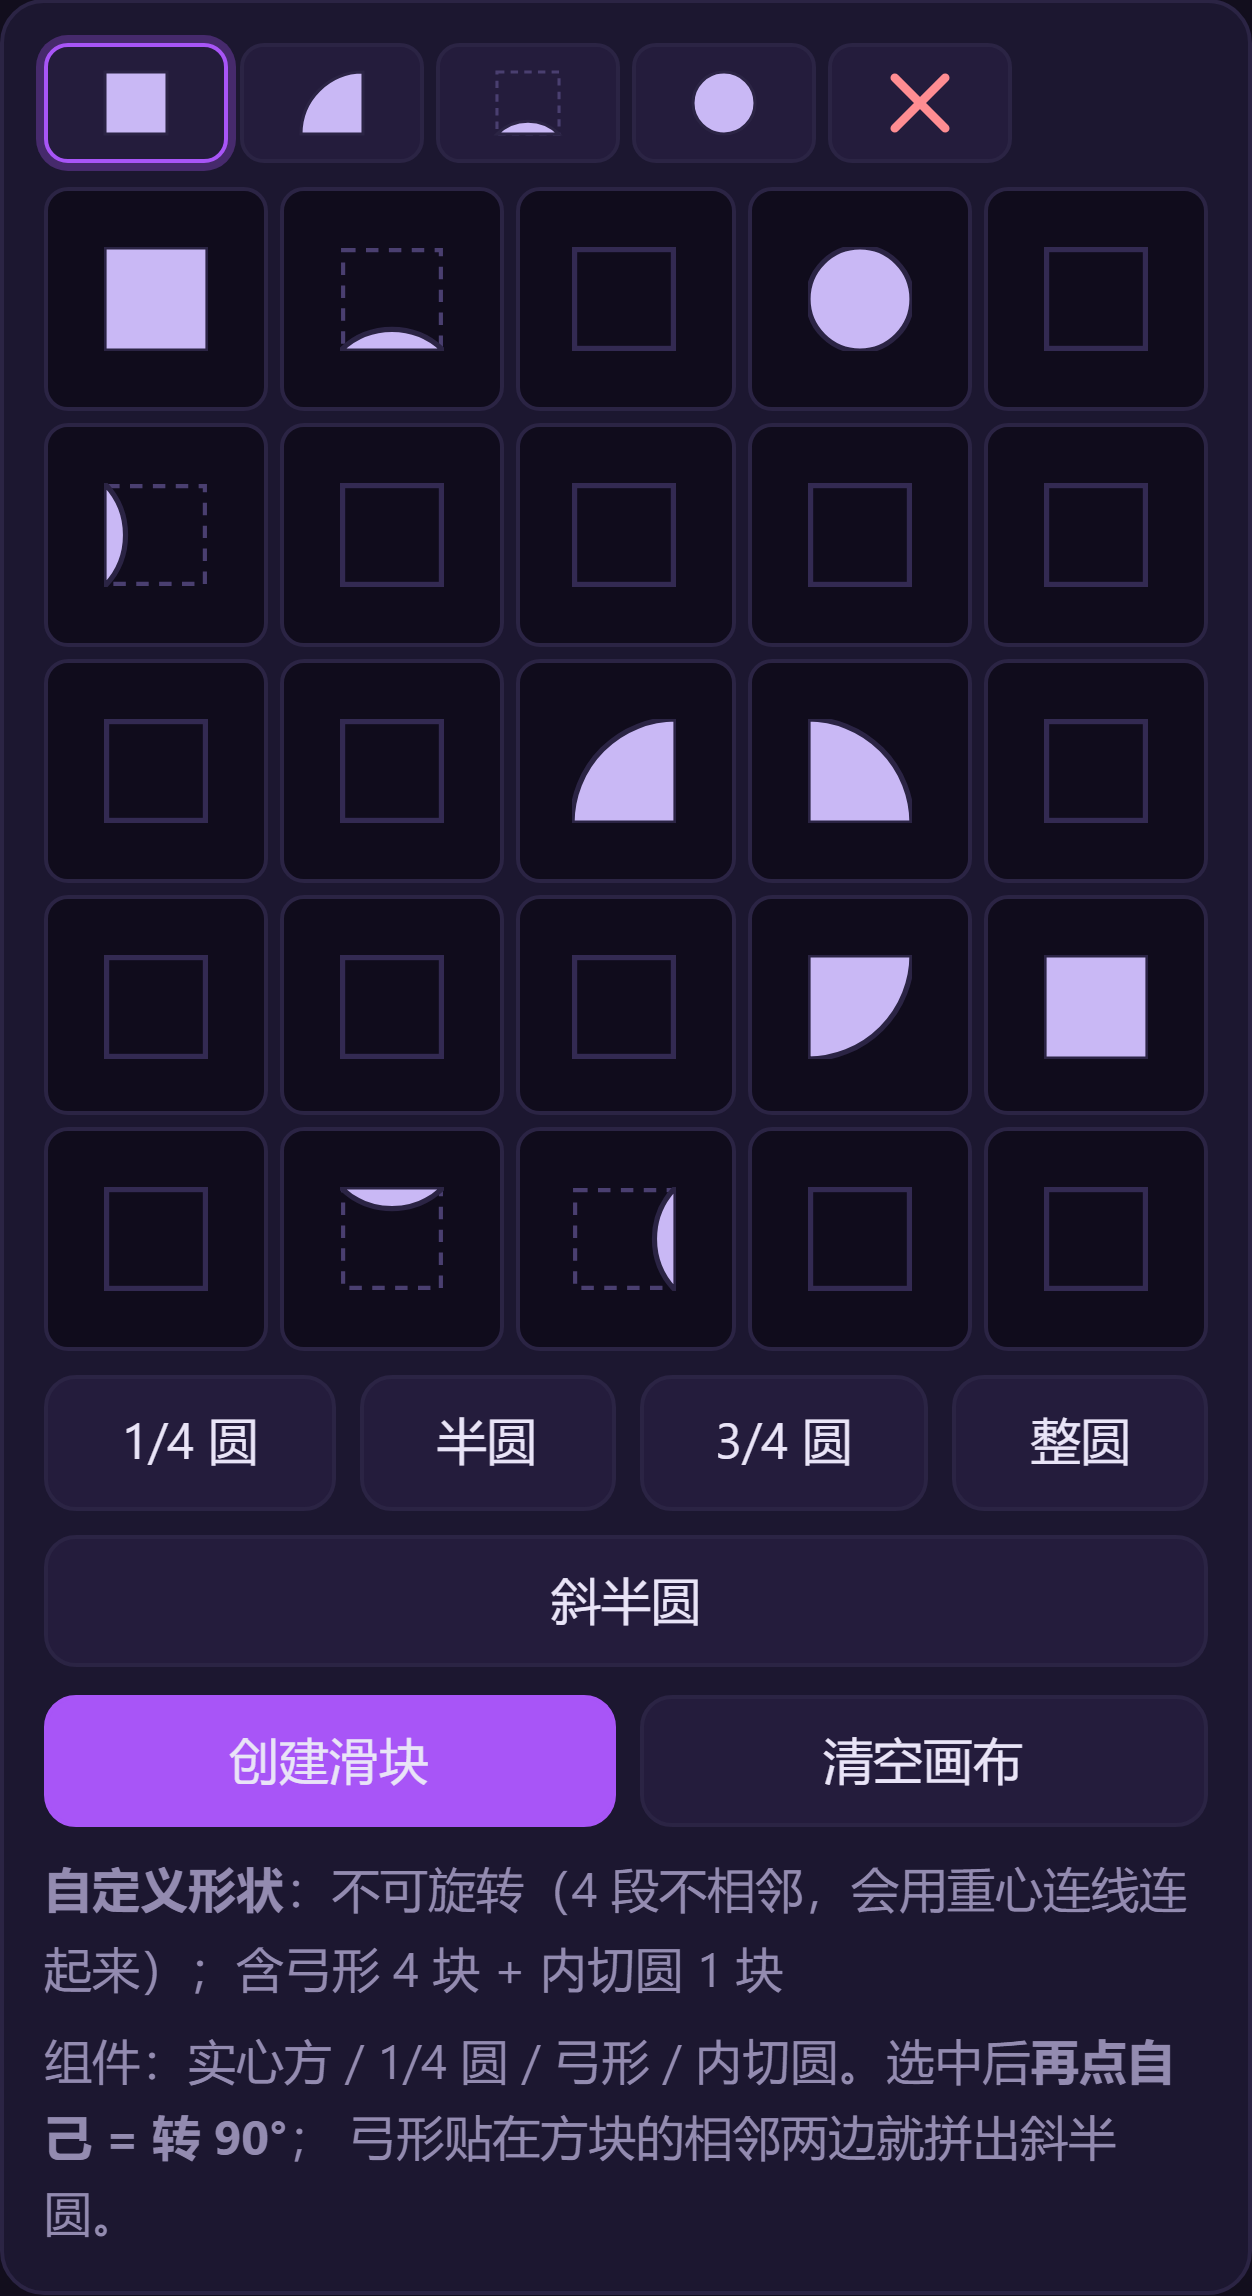 1/4 圆
半圆
3/4 圆
整圆
斜半圆
创建滑块
清空画布
自定义形状：不可旋转（4 段不相邻，会用重心连线连
起来）；含弓形 4 块 + 内切圆 1 块
组件：实心方 / 1/4 圆 / 弓形 / 内切圆。选中后再点自
己 = 转 90°； 弓形贴在方块的相邻两边就拼出斜半
圆。